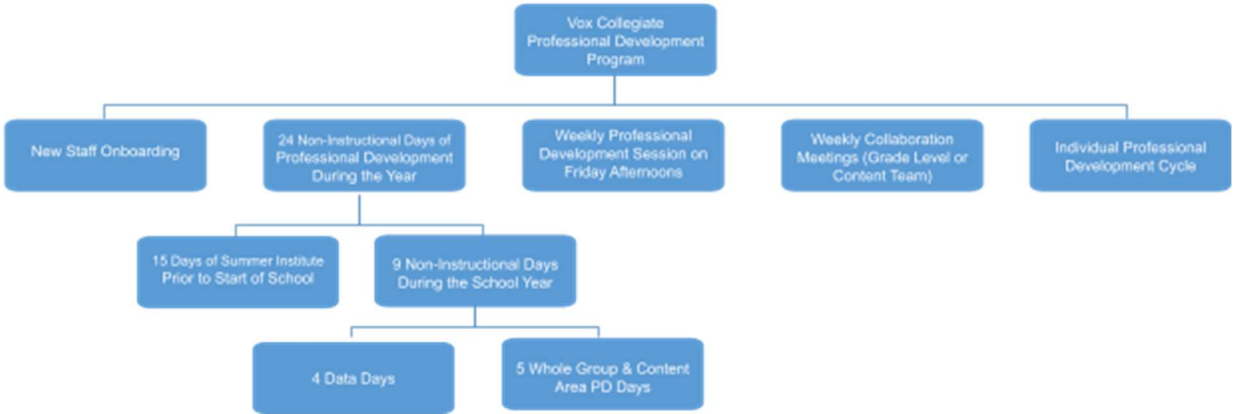 Vox Collegiate
Professional Development
Program
New Staff Onboarding
24 Non-Instructional Days of
Professional Development
During the Year
Weekly Professional
Development Session on
Friday Afternoons
Weekly Collaboration
Meetings (Grade Level or
Content Team)
Individual Professional
Development Cycle
15 Days of Summer Institute
Prior to Start of School
9 Non-Instructional Days
During the School Year
4 Data Days
5 Whole Group & Content
Area PD Days